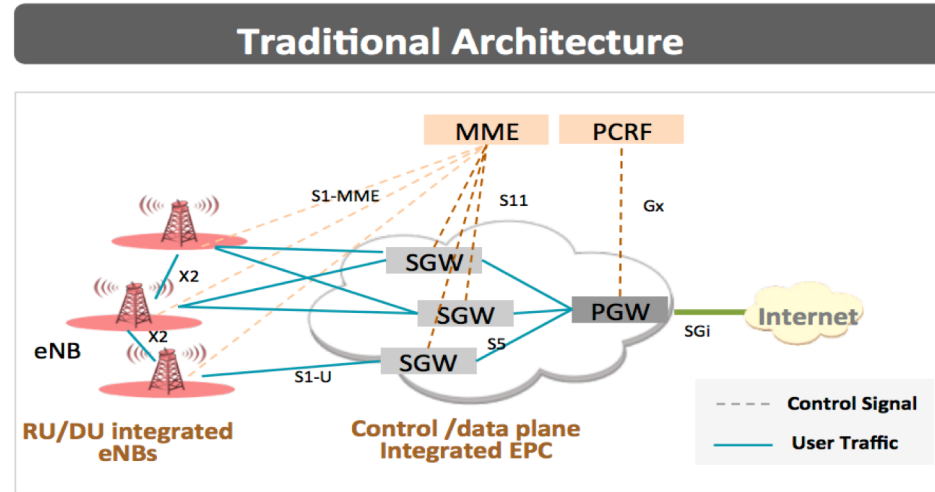 Traditional Architecture
MME
PCRF
S1-MME
S11
Gx
X2
SGW
SGW
PGW
Internet
SGi
X2
eNB
S5
SGW
S1-U
Control Signal
RU/DU integrated
eNBs
Control /data plane
Integrated EPC
User Traffic